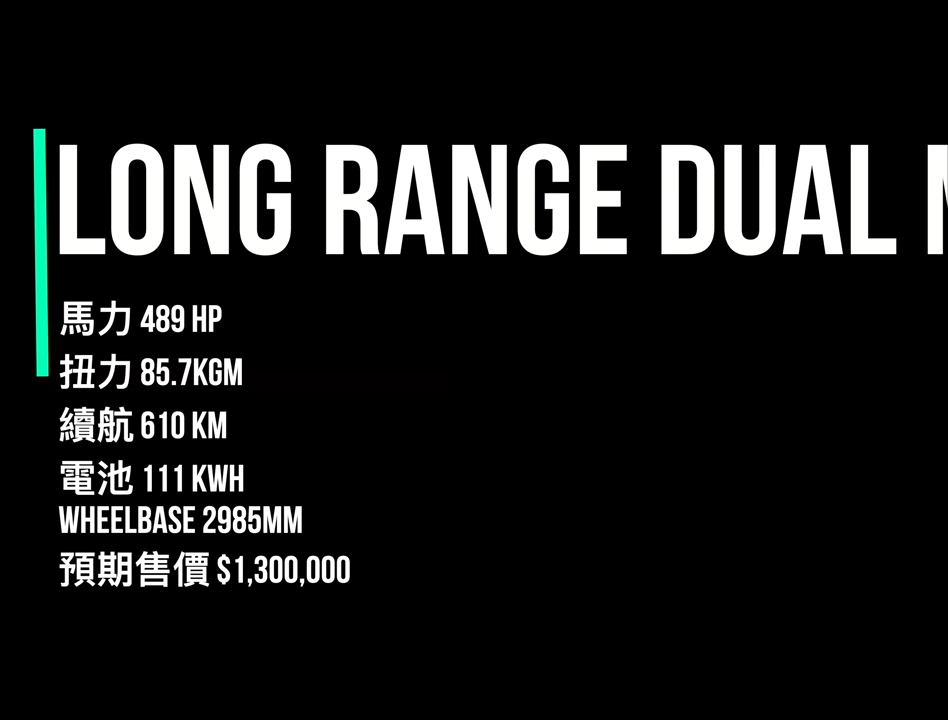 LONG RANGE DUAL
馬力 489 HP
扭力 85.7KGM
續航 610 KM
電池 111 KWH
WHEELBASE 2985MM
預期售價 $1,300,000